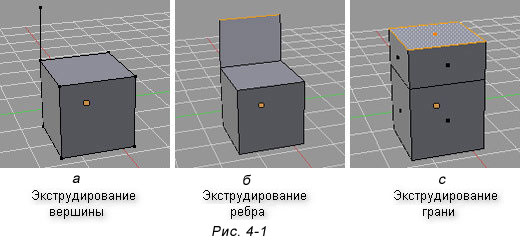 а
Экструдирование
вершины
б
Экструдирование
ребра
с
Экструдирование
грани
Рис. 4-1